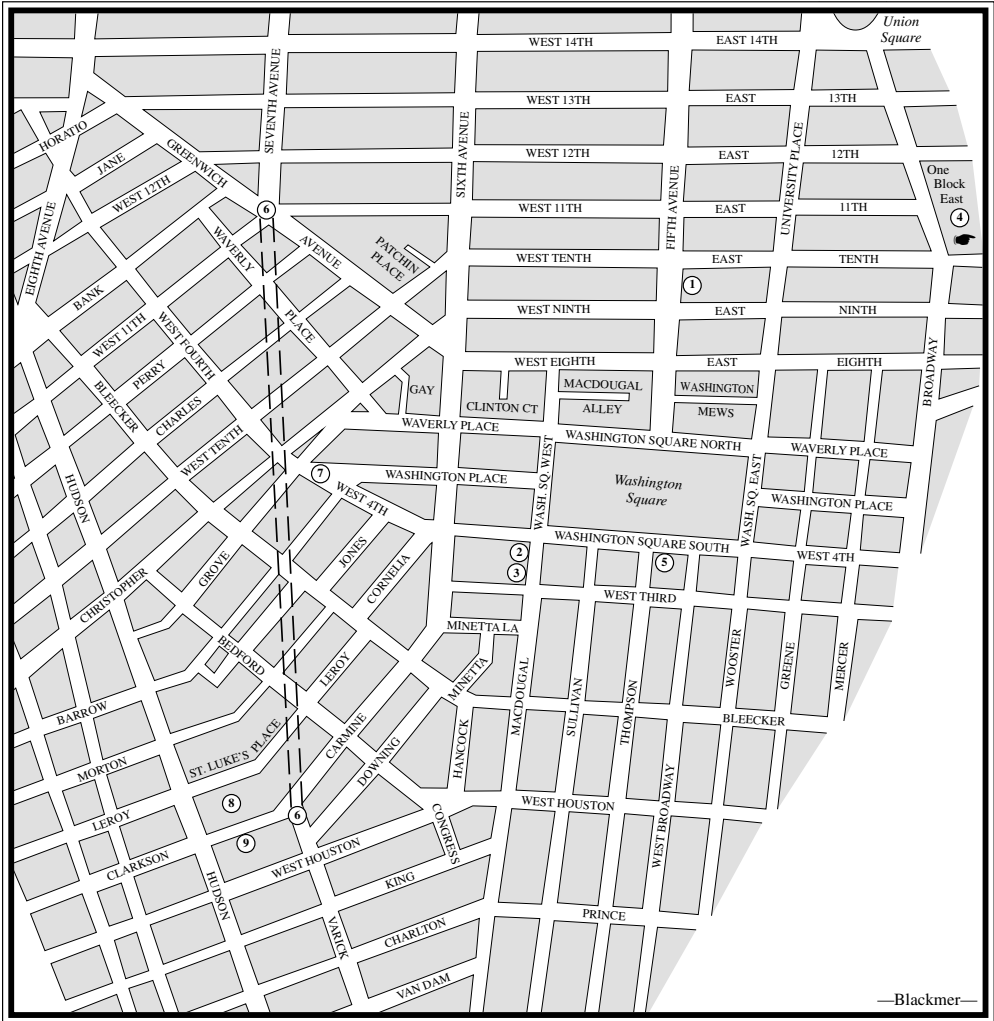 Union
Square
WEST 14TH
EAST 14TH
SEVENTH AVENUE
WEST 13TH
EAST
13TH
HORATIO
SIXTH AVENUE
UNIVERSITY PLACE
JANE
GREENWICH
WEST 12TH
EAST
12TH
WEST 12TH
FIFTH AVENUE
One
Block
East
4
6
WEST 11TH
EAST
11TH
EIGHTH AVENUE
WAVERLY
AVENUE
PATCHIN
PLACE
WEST TENTH
EAST
TENTH
BANK
1
WEST NINTH
EAST
NINTH
WEST 11TH
WEST FOURTH
PLACE
BROADWAY
WEST EIGHTH
EAST
EIGHTH
PERRY
BLEECKER
GAY
MACDOUGAL
WASHINGTON
CHARLES
CLINTON CT
ALLEY
MEWS
WAVERLY PLACE
WASHINGTON SQUARE NORTH
WAVERLY PLACE
WEST TENTH
WASH. SQ. WEST
WASH. SQ. EAST
7
WASHINGTON PLACE
Washington
Square
HUDSON
WEST 4TH
WASHINGTON PLACE
WASHINGTON SQUARE SOUTH
WEST 4TH
JONES
2
5
GROVE
CORNELIA
3
CHRISTOPHER
WEST THIRD
MINETTA LA
BEDFORD
LEROY
MINETTA
WOOSTER
GREENE
MERCER
BARROW
MACDOUGAL
SULLIVAN
THOMPSON
BLEECKER
HANCOCK
CARMINE
ST. LUKE'S PLACE
DOWNING
MORTON
8
6
WEST HOUSTON
WEST BROADWAY
LEROY
9
CONGRESS
CLARKSON
WEST HOUSTON
HUDSON
KING
PRINCE
VARICK
CHARLTON
VAN DAM
—Blackmer—